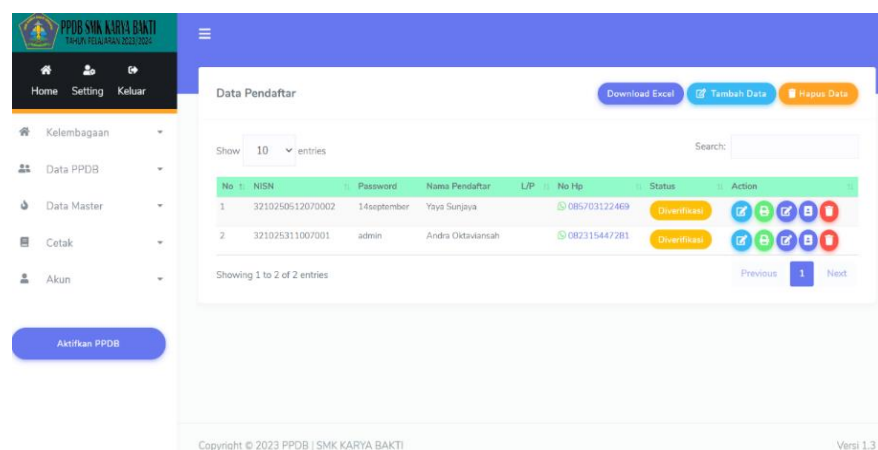 PPDB SMK KARYA BAKTI
TAHUN PELAJARAN 2023/2024
Home Setting Keluar
Kelembagaan
Data PPDB
Data Master
Cetak
Akun
Aktifkan PPDB
Data Pendaftar
Download Excel Tambah Data Hapus Data
Show 10 entries Search:
No NISN Password Nama Pendaftar L/P No Hp Status Action
1 3210250512070002 14september Yaya Sunjaya 085703122469 Diverifikasi
2 321025311007001 admin Andra Oktaviansah 082315447281 Diverifikasi
Showing 1 to 2 of 2 entries Previous 1 Next
Copyright © 2023 PPDB | SMK KARYA BAKTI Versi 1.3